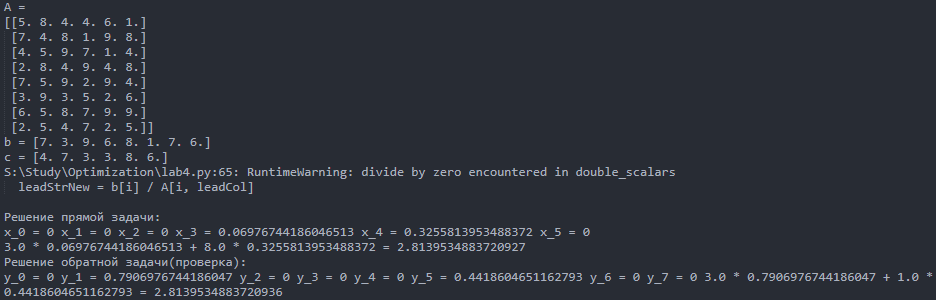 A =
[[5. 8. 4. 4. 6. 1.]
[7. 4. 8. 1. 9. 8.]
[4. 5. 9. 7. 1. 4.]
[2. 8. 4. 9. 4. 8.]
[7. 5. 9. 2. 9. 4.]
[3. 9. 3. 5. 2. 6.]
[6. 5. 8. 7. 9. 9.]
[2. 5. 4. 7. 2. 5.]]
b = [7. 3. 9. 6. 8. 1. 7. 6.]
c = [4. 7. 3. 3. 8. 6.]
S:\Study\Optimization\lab4.py:65: RuntimeWarning: divide by zero encountered in double_scalars
leadStrNew = b[i] / A[i, leadCol]
Решение прямой задачи:
x_0 = 0 x_1 = 0 x_2 = 0 x_3 = 0.06976744186046513 x_4 = 0.3255813953488372 x_5 = 0
3.0 * 0.06976744186046513 + 8.0 * 0.3255813953488372 = 2.8139534883720927
Решение обратной задачи(проверка):
y_0 = 0 y_1 = 0.7906976744186047 y_2 = 0 y_3 = 0 y_4 = 0 y_5 = 0.4418604651162793 y_6 = 0 y_7 = 0 3.0 * 0.7906976744186047 + 1.0 *
0.4418604651162793 = 2.8139534883720936